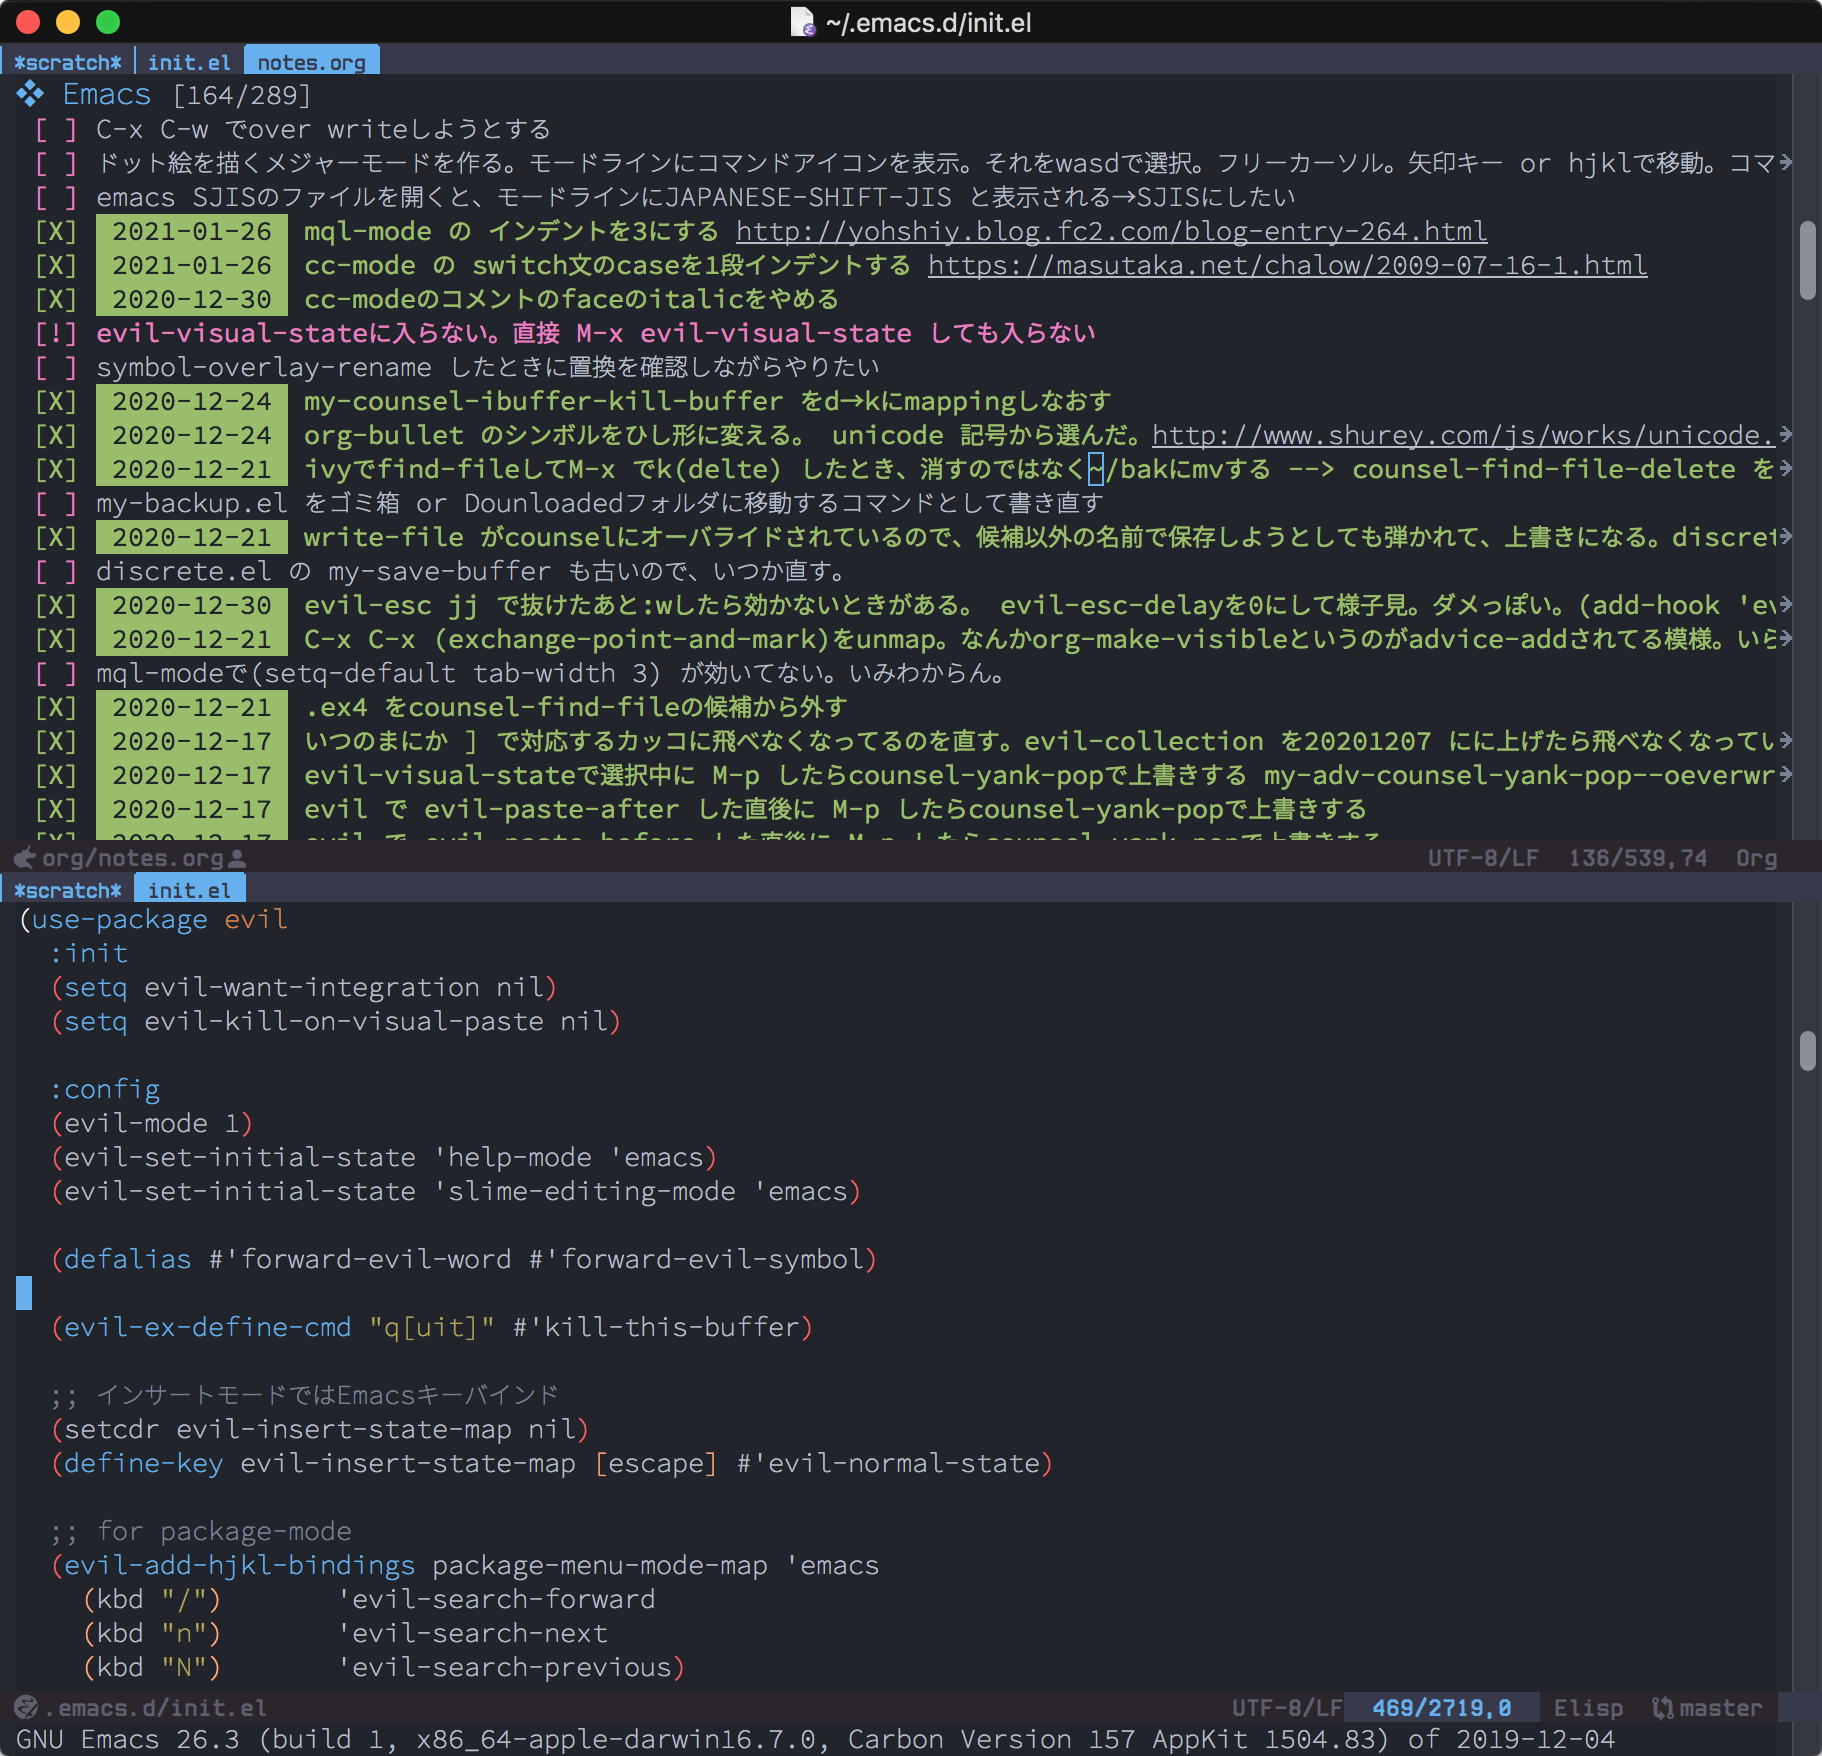 ~/.emacs.d/init.el
*scratch* init.el notes.org
Emacs [164/289]
[ ] C-x C-w でover writeしようとする
[ ] ドット絵を描くメジャーモードを作る。モードラインにコマンドアイコンを表示。それをwasdで選択。フリーカーソル。矢印キー or hjklで移動。コマ
[ ] emacs SJISのファイルを開くと、モードラインにJAPANESE-SHIFT-JIS と表示される→SJISにしたい
[X] 2021-01-26 mql-mode の インデントを3にする http://yohshiy.blog.fc2.com/blog-entry-264.html
[X] 2021-01-26 cc-mode の switch文のcaseを1段インデントする https://masutaka.net/chalow/2009-07-16-1.html
[X] 2020-12-30 cc-modeのコメントのfaceのitalicをやめる
[!] evil-visual-stateに入らない。直接 M-x evil-visual-state しても入らない
[ ] symbol-overlay-rename したときに置換を確認しながらやりたい
[X] 2020-12-24 my-counsel-ibuffer-kill-buffer をd→kにmappingしなおす
[X] 2020-12-24 org-bullet のシンボルをひし形に変える。 unicode 記号から選んだ。http://www.shurey.com/js/works/unicode.
[X] 2020-12-21 ivyでfind-fileしてM-x でk(delte) したとき、消すのではなく~/bakにmvする --> counsel-find-file-delete を
[ ] my-backup.el をゴミ箱 or Dounloadedフォルダに移動するコマンドとして書き直す
[X] 2020-12-21 write-file がcounselにオーバライドされているので、候補以外の名前で保存しようとしても弾かれて、上書きになる。discret
[ ] discrete.el の my-save-buffer も古いので、いつか直す。
[X] 2020-12-30 evil-esc jj で抜けたあと:wしたら効かないときがある。 evil-esc-delayを0にして様子見。ダメっぽい。(add-hook 'ev
[X] 2020-12-21 C-x C-x (exchange-point-and-mark)をunmap。なんかorg-make-visibleというのがadvice-addされてる模様。いら
[ ] mql-modeで(setq-default tab-width 3) が効いてない。いみわからん。
[X] 2020-12-21 .ex4 をcounsel-find-fileの候補から外す
[X] 2020-12-17 いつのまにか ] で対応するカッコに飛べなくなってるのを直す。evil-collection を20201207 にに上げたら飛べなくなってい
[X] 2020-12-17 evil-visual-stateで選択中に M-p したらcounsel-yank-popで上書きする my-adv-counsel-yank-pop--oeverwr
[X] 2020-12-17 evil で evil-paste-after した直後に M-p したらcounsel-yank-popで上書きする
[X] 2020-12-17 evil で evil-paste-before した直後に M-p したらcounsel-yank-popで上書きする
org/notes.org UTF-8/LF 136/539,74 Org
*scratch* init.el
(use-package evil
  :init
  (setq evil-want-integration nil)
  (setq evil-kill-on-visual-paste nil)
  :config
  (evil-mode 1)
  (evil-set-initial-state 'help-mode 'emacs)
  (evil-set-initial-state 'slime-editing-mode 'emacs)
  (defalias #'forward-evil-word #'forward-evil-symbol)
  (evil-ex-define-cmd "q[uit]" #'kill-this-buffer)
  ;; インサートモードではEmacsキーバインド
  (setcdr evil-insert-state-map nil)
  (define-key evil-insert-state-map [escape] #'evil-normal-state)
  ;; for package-mode
  (evil-add-hjkl-bindings package-menu-mode-map 'emacs
    (kbd "/") 'evil-search-forward
    (kbd "n") 'evil-search-next
    (kbd "N") 'evil-search-previous)
.emacs.d/init.el UTF-8/LF 469/2719,0 Elisp master
GNU Emacs 26.3 (build 1, x86_64-apple-darwin16.7.0, Carbon Version 157 AppKit 1504.83) of 2019-12-04